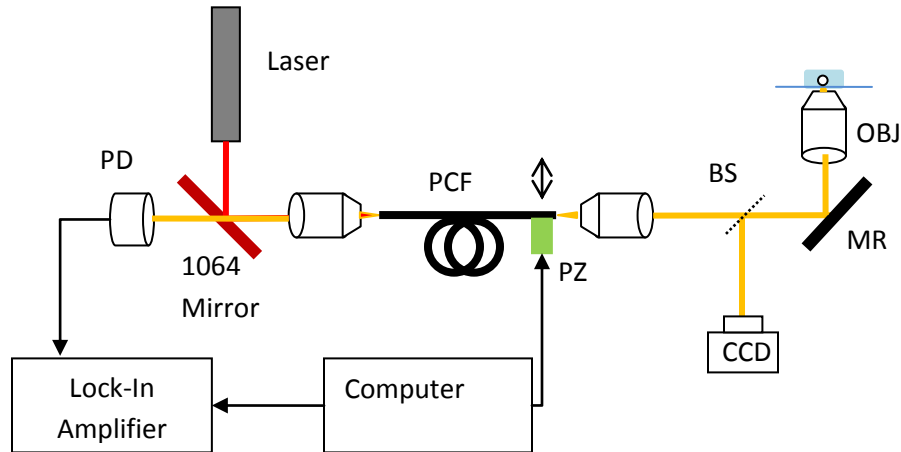 Laser
PD
PCF
BS
OBJ
MR
PZ
1064
Mirror
CCD
Lock-In
Amplifier
Computer